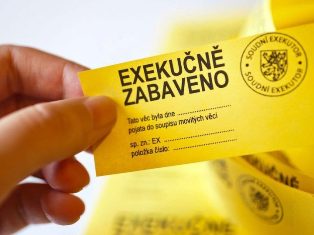 EXEKUČNĚ
ZABAVENO
Tato věc byla dne ....................
pojata do soupisu movitých věcí
sp. zn.: EX ....................
položka číslo: ....................
SOUDNÍ EXEKUTOR
SOUDNÍ EXEKUTOR
EXEKUČNĚ